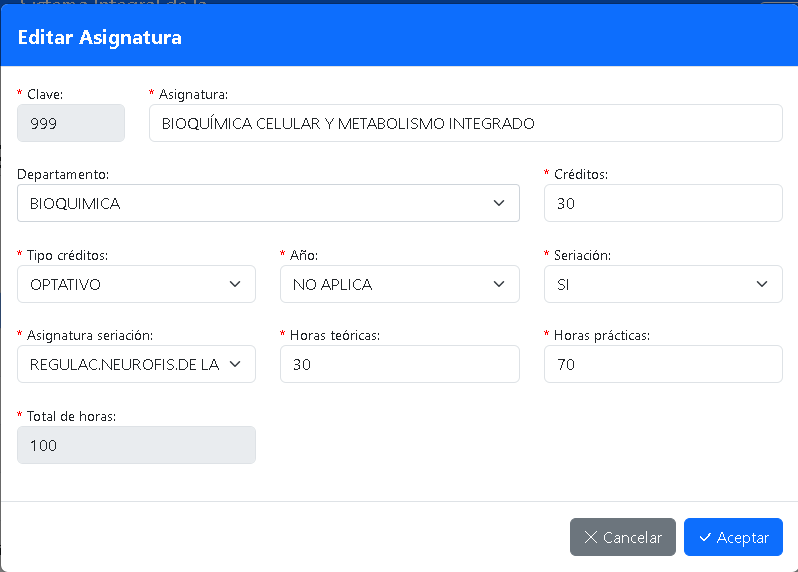 Sistema Integral de la
Editar Asignatura
* Clave:
* Asignatura:
999
BIOQUÍMICA CELULAR Y METABOLISMO INTEGRADO
Departamento:
* Créditos:
BIOQUIMICA
30
* Tipo créditos:
* Año:
* Seriación:
OPTATIVO
NO APLICA
SI
* Asignatura seriación:
* Horas teóricas:
* Horas prácticas:
REGULAC.NEUROFIS.DE LA
30
70
* Total de horas:
100
Cancelar
Aceptar